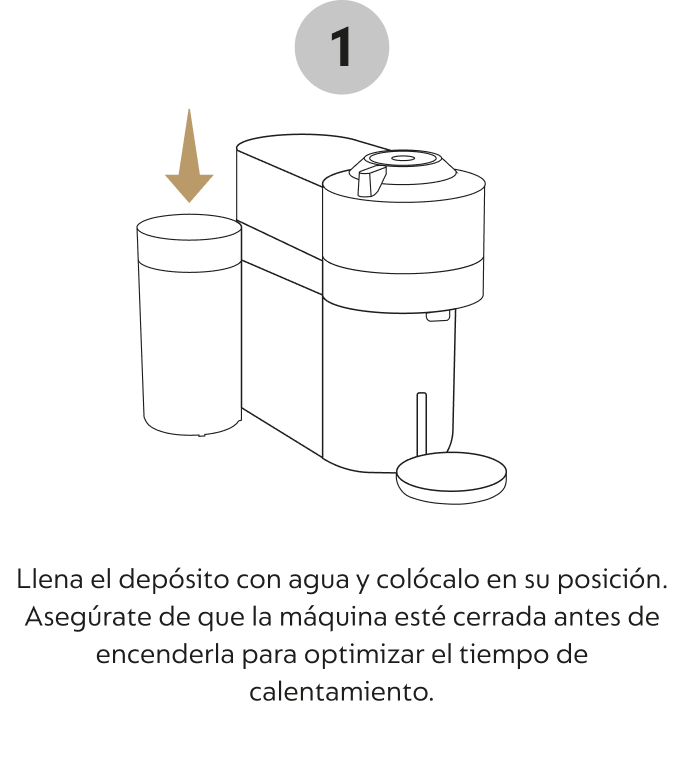 1
Llena el depósito con agua y colócalo en su posición.
Asegúrate de que la máquina esté cerrada antes de
encenderla para optimizar el tiempo de
calentamiento.